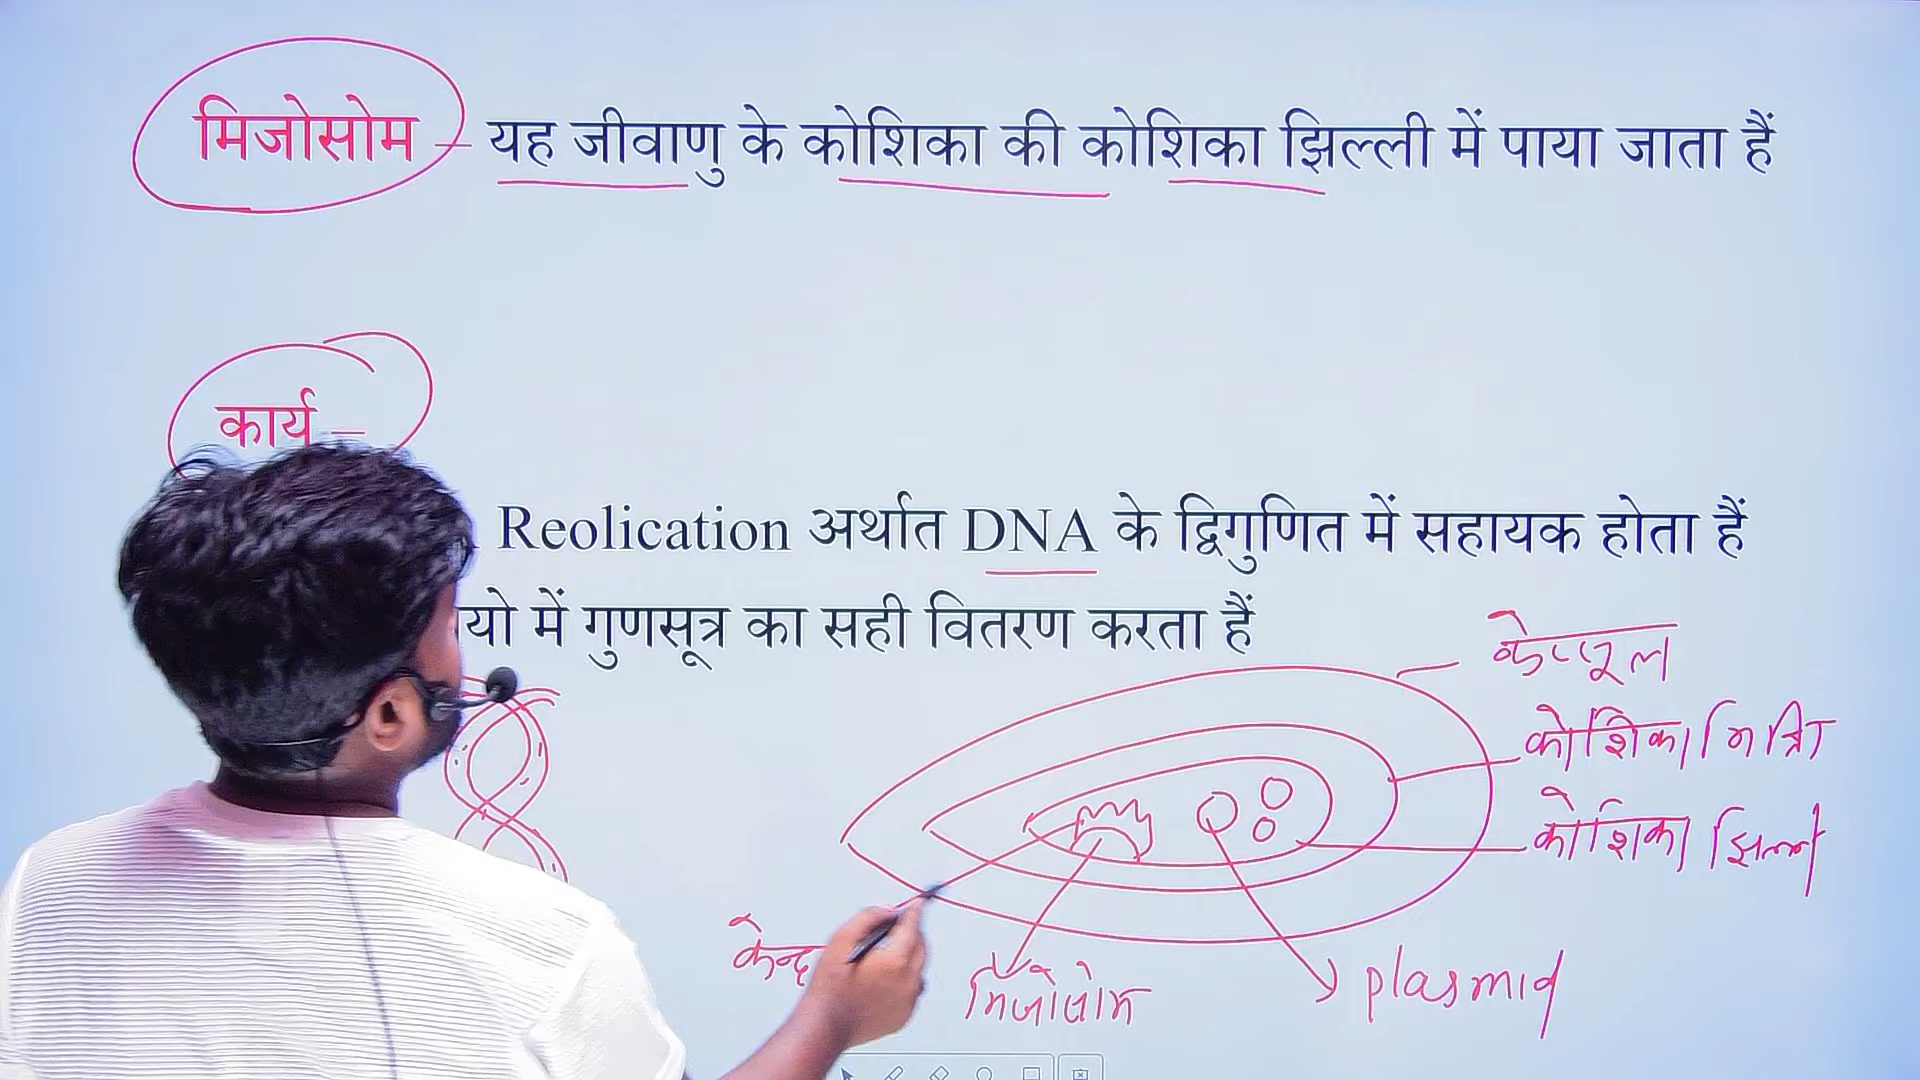 मिजोसोम – यह जीवाणु के कोशिका की कोशिका झिल्ली में पाया जाता हैं
कार्य –
Reolication अर्थात DNA के द्विगुणित में सहायक होता हैं
यो में गुणसूत्र का सही वितरण करता हैं
कैप्सूल
कोशिका भित्ति
कोशिका झिल्ली
केन्द्र
मिजोसोम
plasmid